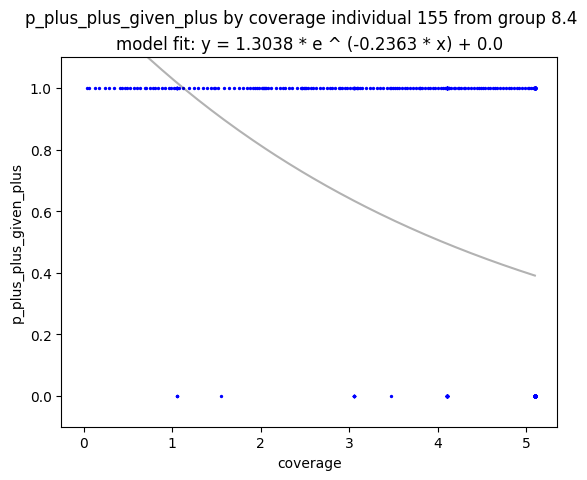 p_plus_plus_given_plus by coverage individual 155 from group 8.4
model fit: y = 1.3038 * e ^ (-0.2363 * x) + 0.0
1.0
0.8
0.6
0.4
0.2
0.0
p_plus_plus_given_plus
0 1 2 3 4 5
coverage